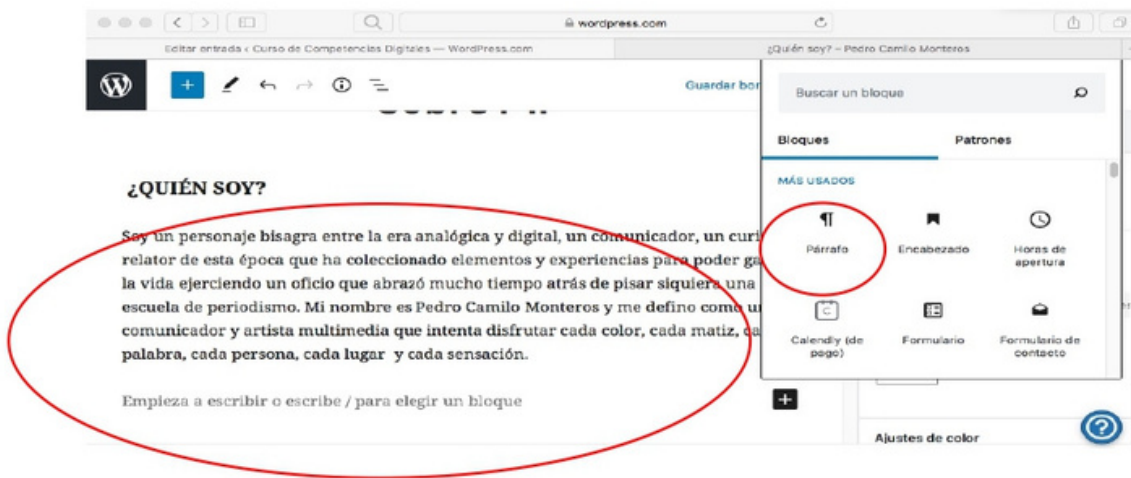 wordpress.com
Editar entrada ‹ Curso de Competencias Digitales — WordPress.com
¿Quién soy? – Pedro Camilo Monteros
Guardar bor
Buscar un bloque
Bloques
Patrones
MÁS USADOS
Párrafo
Encabezado
Horas de
apertura
Calendly (de
pago)
Formulario
Formulario de
contacto
¿QUIÉN SOY?
Soy un personaje bisagra entre la era analógica y digital, un comunicador, un curi
relator de esta época que ha coleccionado elementos y experiencias para poder ga
la vida ejerciendo un oficio que abrazó mucho tiempo atrás de pisar siquiera una
escuela de periodismo. Mi nombre es Pedro Camilo Monteros y me defino como u
comunicador y artista multimedia que intenta disfrutar cada color, cada matiz, ca
palabra, cada persona, cada lugar y cada sensación.
Empieza a escribir o escribe / para elegir un bloque
Ajustes de color